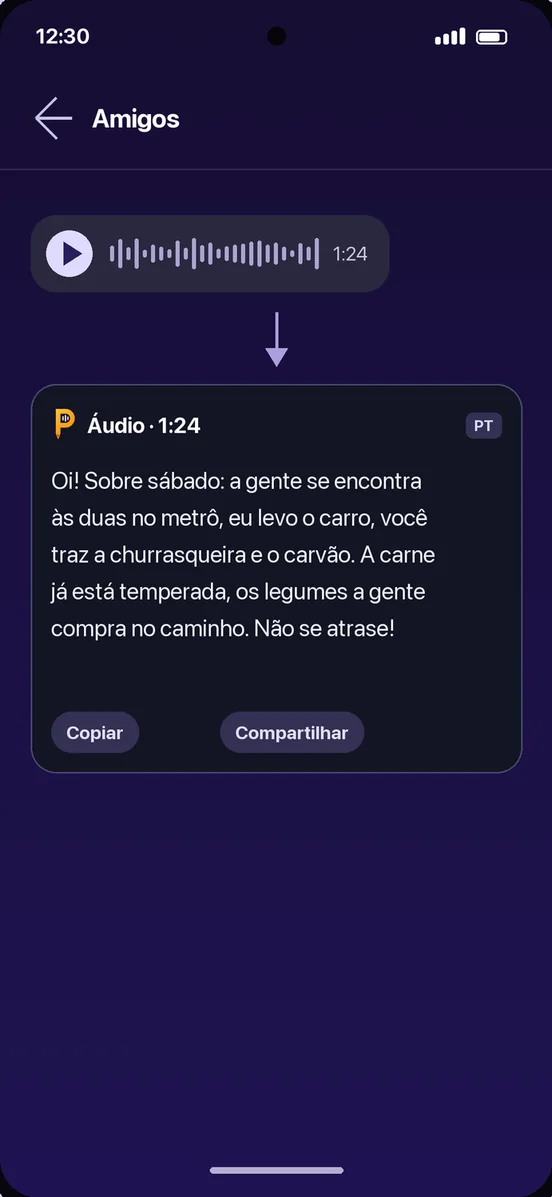 12:30
Amigos
1:24
Áudio · 1:24
PT
Oi! Sobre sábado: a gente se encontra
às duas no metrô, eu levo o carro, você
traz a churrasqueira e o carvão. A carne
já está temperada, os legumes a gente
compra no caminho. Não se atrase!
Copiar
Compartilhar